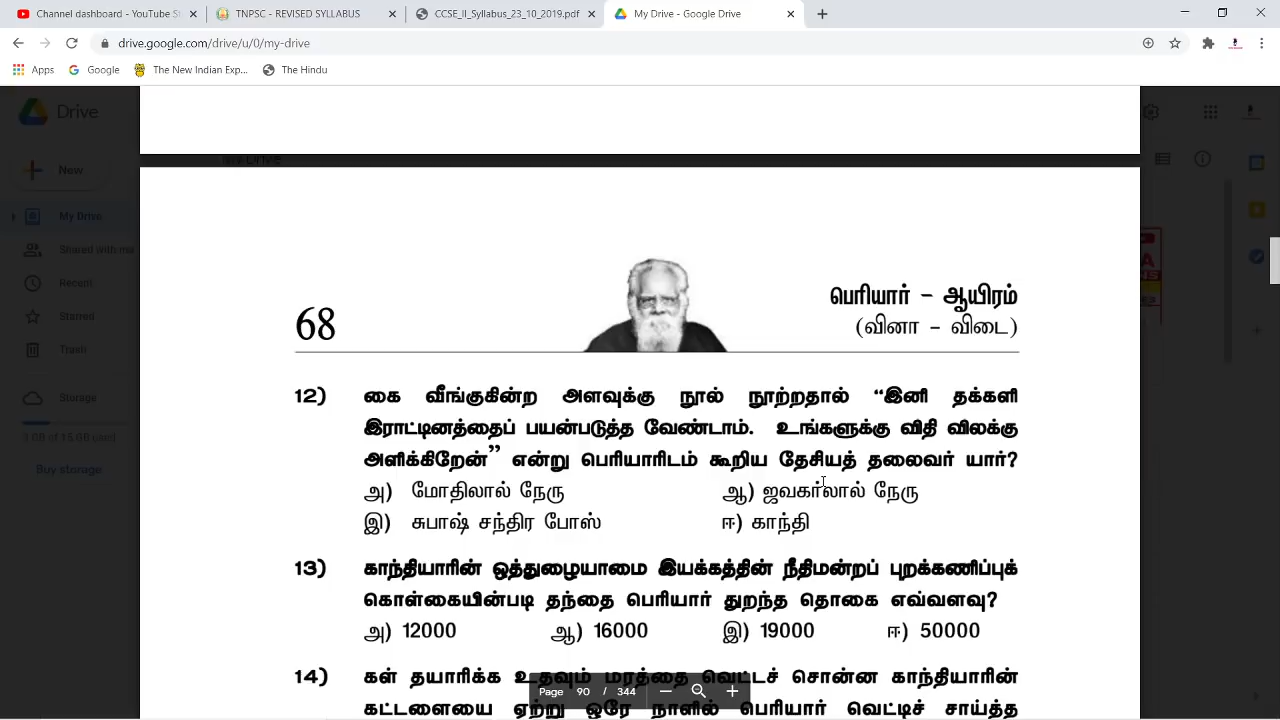 channel - YouTube St
TNPSC - REVISED SYLLABUS
CCSE_II_Syllabus_23_10_2019.pdf
My Drive - Google Drive
drive.google.com/drive/u/0/my-drive
Apps
Google
The New Indian Exp...
The Hindu
Drive
New
My Drive
Shared with me
Recent
Starred
Trash
Storage
Buy storage
68
பெரியார் - ஆயிரம்
(வினா - விடை)
12) கை வீங்குகின்ற அளவுக்கு நூல் நூற்றதால் “இனி தக்களி
இராட்டினத்தைப் பயன்படுத்த வேண்டாம். உங்களுக்கு விதி விலக்கு
அளிக்கிறேன்” என்று பெரியாரிடம் கூறிய தேசியத் தலைவர் யார்?
அ) மோதிலால் நேரு ஆ) ஜவகர்லால் நேரு
இ) சுபாஷ் சந்திர போஸ் ஈ) காந்தி
13) காந்தியாரின் ஒத்துழையாமை இயக்கத்தின் நீதிமன்றப் புறக்கணிப்புக்
கொள்கையின்படி தந்தை பெரியார் துறந்த தொகை எவ்வளவு?
அ) 12000 ஆ) 16000 இ) 19000 ஈ) 50000
14) கள் தயாரிக்க உதவும் மரத்தை வெட்டச் சொன்ன காந்தியாரின்
கட்டளையை ஏற்று ஒரே நாளில் பெரியார் வெட்டிச் சாய்த்த
Page 90 / 344